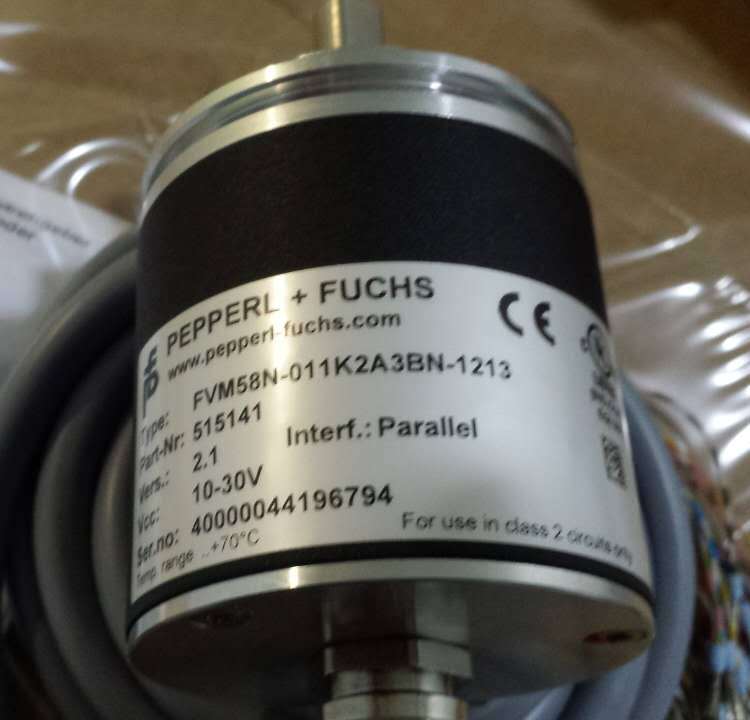 PEPPERL + FUCHS
www.pepperl-fuchs.com
CE
Type: FVM58N-011K2A3BN-1213
Part-Nr: 515141
Vers.: 2.1
Interf.: Parallel
Vcc: 10-30V
Ser.no: 40000044196794
Temp. range ..+70°C
For use in class 2 circuits only